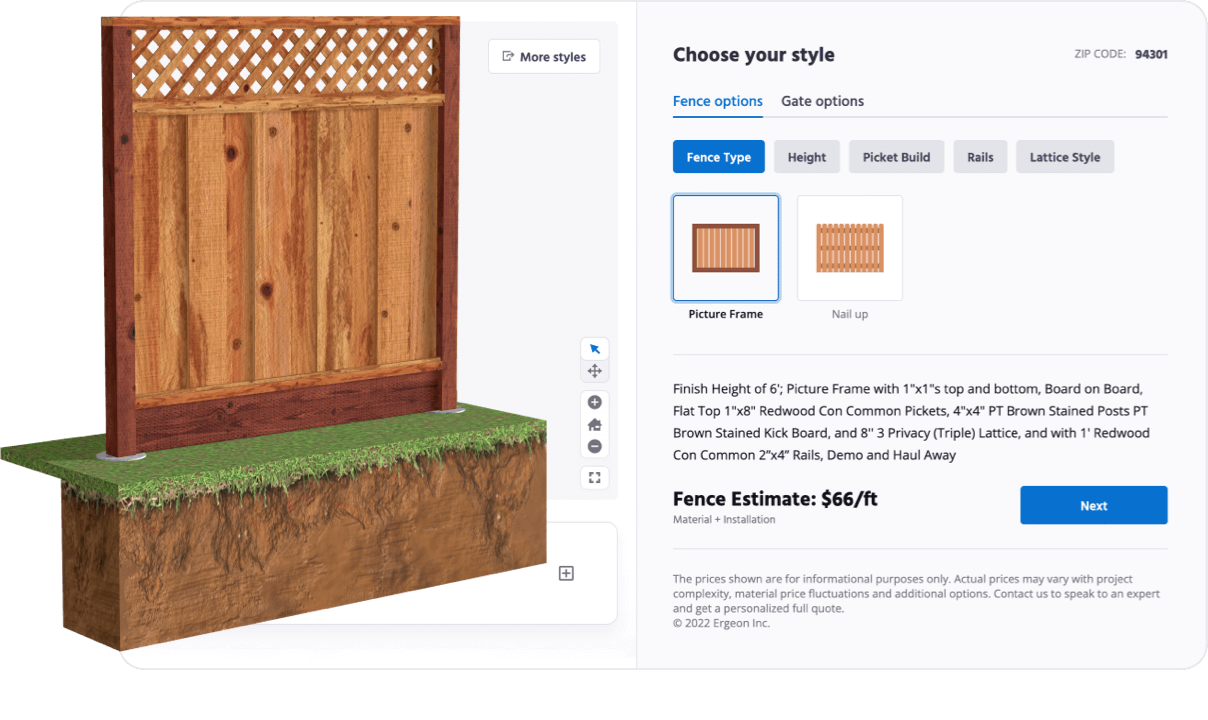 More styles
Choose your style
ZIP CODE: 94301
Fence options Gate options
Fence Type Height Picket Build Rails Lattice Style
Picture Frame Nail up
Finish Height of 6'; Picture Frame with 1"x1"s top and bottom, Board on Board,
Flat Top 1"x8" Redwood Con Common Pickets, 4"x4" PT Brown Stained Posts PT
Brown Stained Kick Board, and 8'' 3 Privacy (Triple) Lattice, and with 1' Redwood
Con Common 2”x4” Rails, Demo and Haul Away
Fence Estimate: $66/ft
Material + Installation
Next
The prices shown are for informational purposes only. Actual prices may vary with project
complexity, material price fluctuations and additional options. Contact us to speak to an expert
and get a personalized full quote.
© 2022 Ergeon Inc.